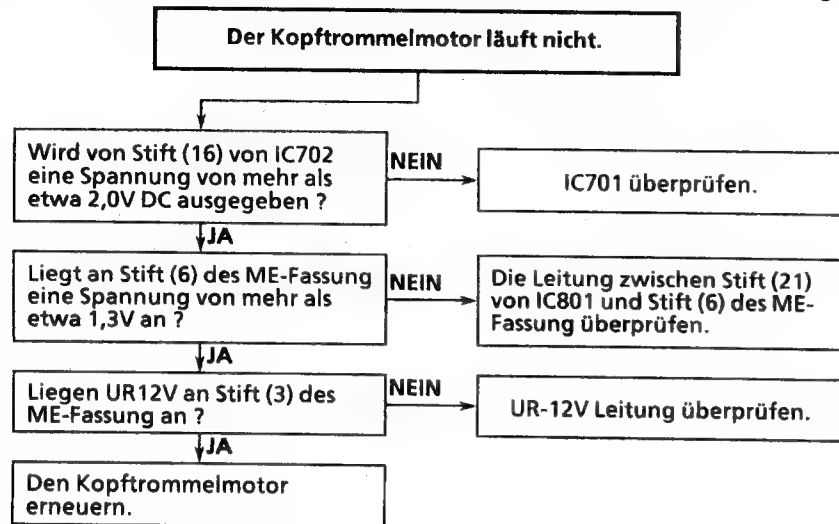 Der Kopftrommelmotor läuft nicht.
Wird von Stift (16) von IC702
eine Spannung von mehr als
etwa 2,0V DC ausgegeben ?
NEIN
IC701 überprüfen.
JA
Liegt an Stift (6) des ME-Fassung
eine Spannung von mehr als
etwa 1,3V an ?
NEIN
Die Leitung zwischen Stift (21)
von IC801 und Stift (6) des ME-
Fassung überprüfen.
JA
Liegen UR12V an Stift (3) des
ME-Fassung an ?
NEIN
UR-12V Leitung überprüfen.
JA
Den Kopftrommelmotor
erneuern.